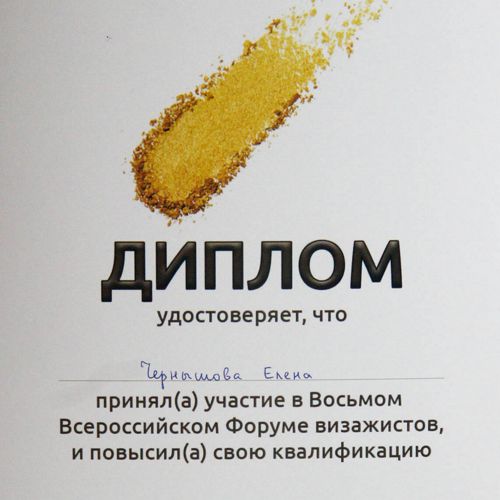 ДИПЛОМ
удостоверяет, что
Чернышова Елена
принял(а) участие в Восьмом
Всероссийском Форуме визажистов,
и повысил(а) свою квалификацию